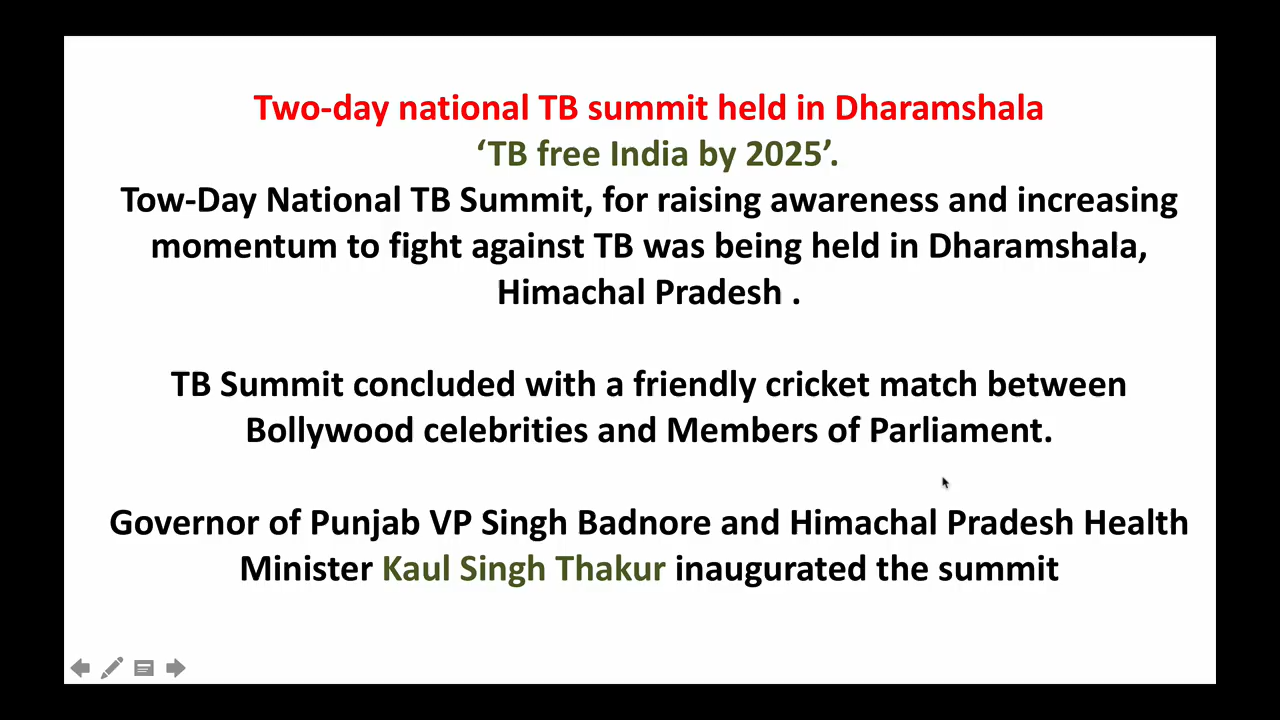 Two-day national TB summit held in Dharamshala
‘TB free India by 2025’.
Tow-Day National TB Summit, for raising awareness and increasing
momentum to fight against TB was being held in Dharamshala,
Himachal Pradesh .
TB Summit concluded with a friendly cricket match between
Bollywood celebrities and Members of Parliament.
Governor of Punjab VP Singh Badnore and Himachal Pradesh Health
Minister Kaul Singh Thakur inaugurated the summit